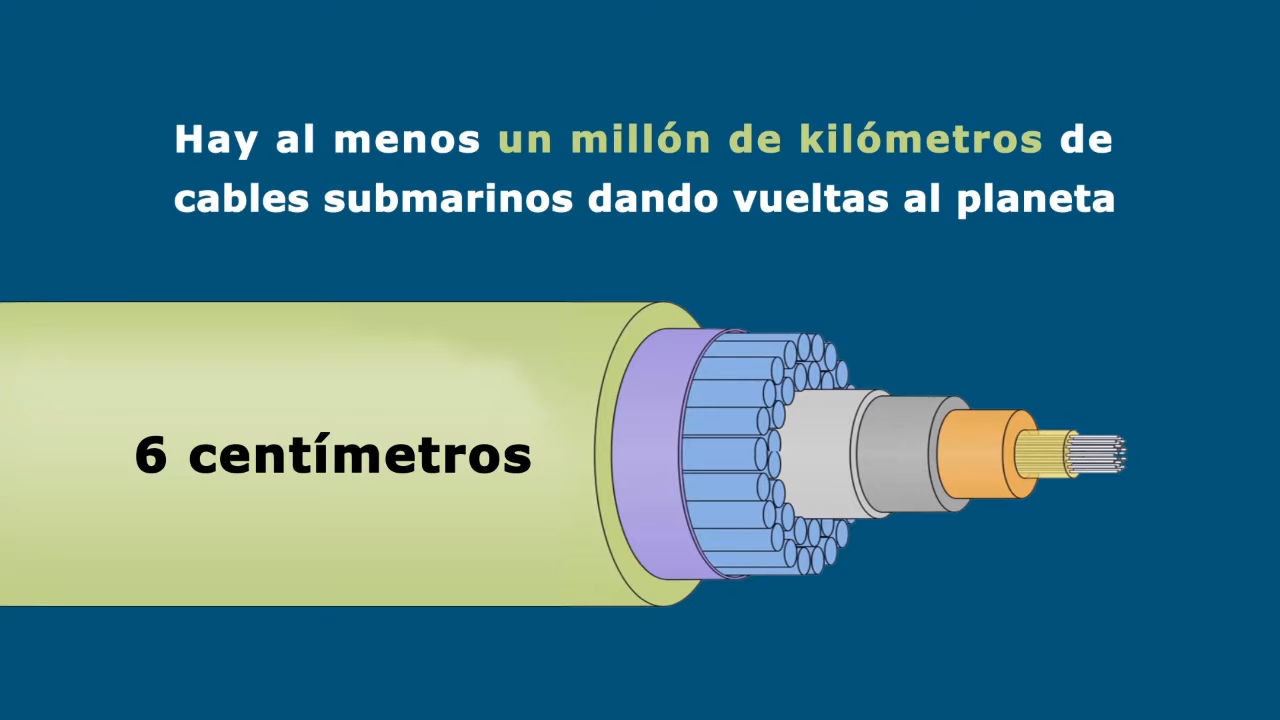 Hay al menos un millón de kilómetros de
cables submarinos dando vueltas al planeta
6 centímetros